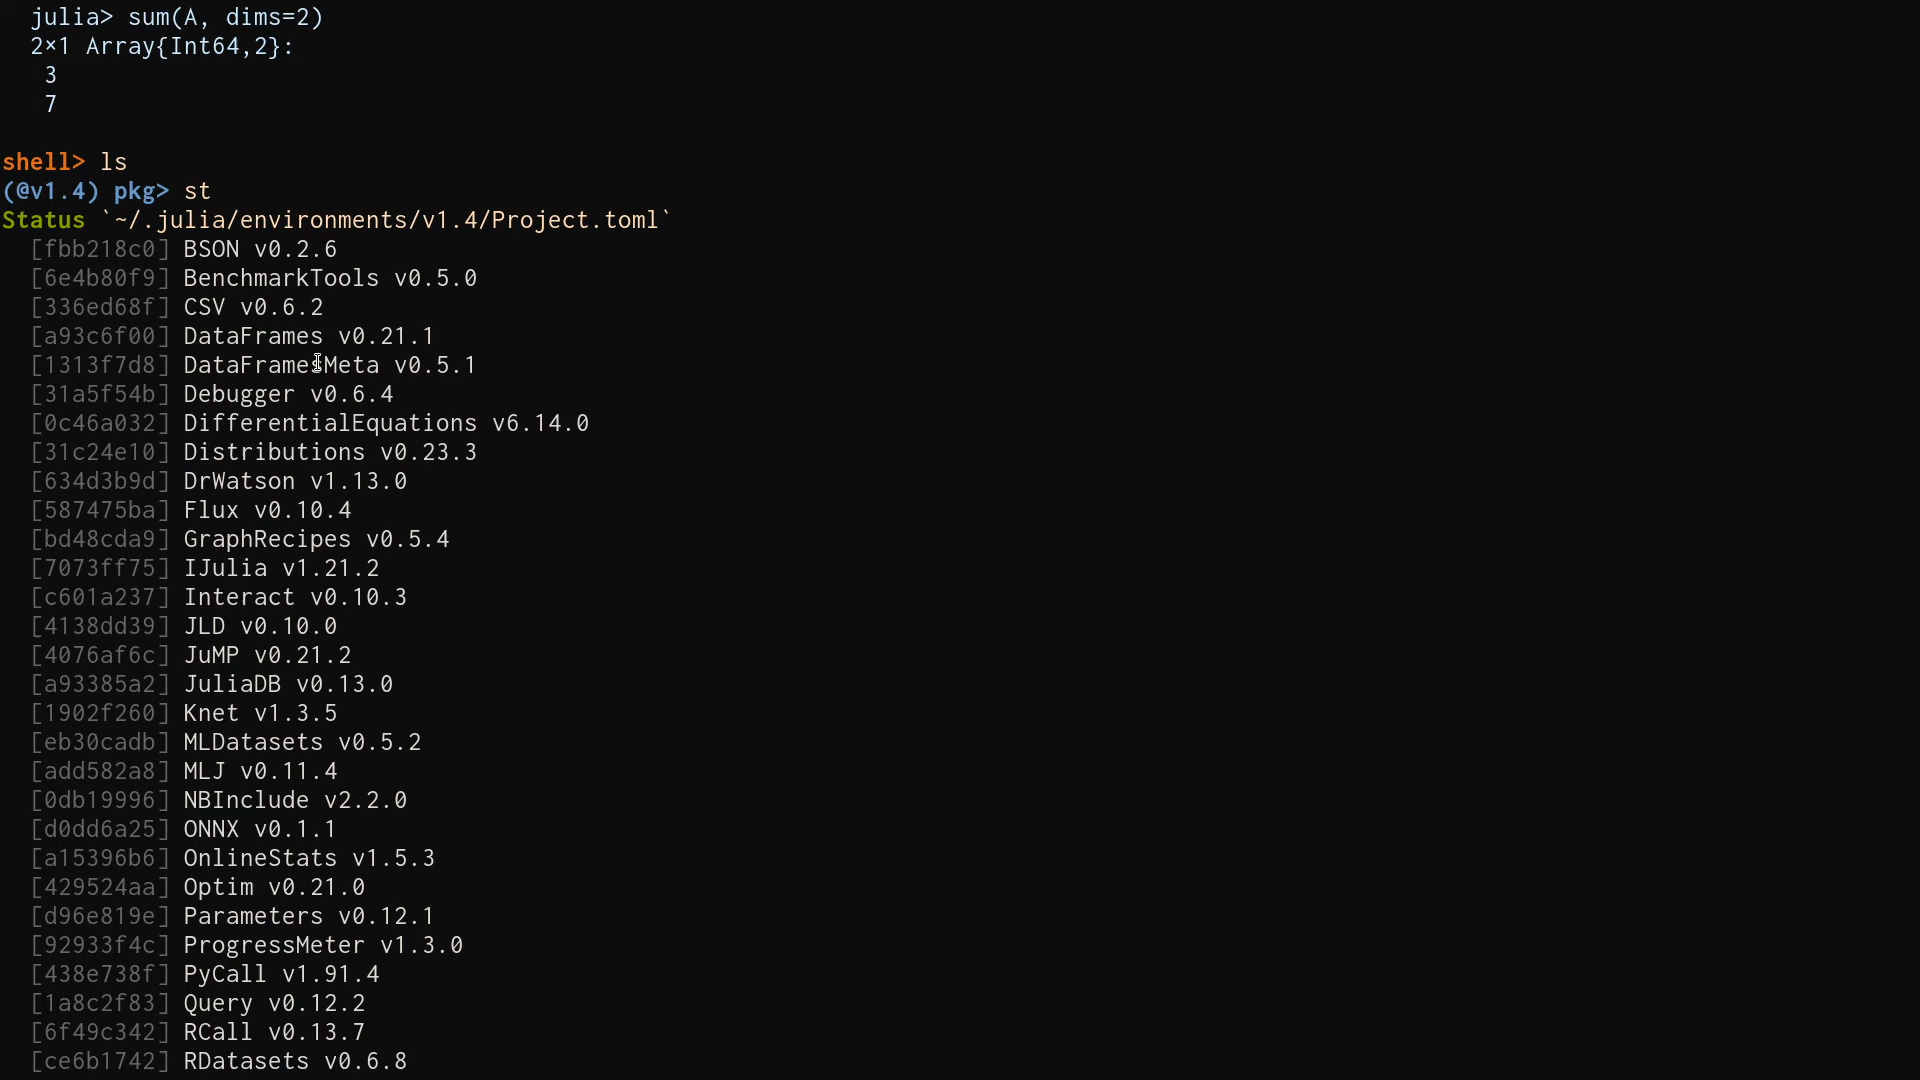 julia> sum(A, dims=2)
2×1 Array{Int64,2}:
3
7
shell> ls
(@v1.4) pkg> st
Status `~/.julia/environments/v1.4/Project.toml`
[fbb218c0] BSON v0.2.6
[6e4b80f9] BenchmarkTools v0.5.0
[336ed68f] CSV v0.6.2
[a93c6f00] DataFrames v0.21.1
[1313f7d8] DataFramesMeta v0.5.1
[31a5f54b] Debugger v0.6.4
[0c46a032] DifferentialEquations v6.14.0
[31c24e10] Distributions v0.23.3
[634d3b9d] DrWatson v1.13.0
[587475ba] Flux v0.10.4
[bd48cda9] GraphRecipes v0.5.4
[7073ff75] IJulia v1.21.2
[c601a237] Interact v0.10.3
[4138dd39] JLD v0.10.0
[4076af6c] JuMP v0.21.2
[a93385a2] JuliaDB v0.13.0
[1902f260] Knet v1.3.5
[eb30cadb] MLDatasets v0.5.2
[add582a8] MLJ v0.11.4
[0db19996] NBInclude v2.2.0
[d0dd6a25] ONNX v0.1.1
[a15396b6] OnlineStats v1.5.3
[429524aa] Optim v0.21.0
[d96e819e] Parameters v0.12.1
[92933f4c] ProgressMeter v1.3.0
[438e738f] PyCall v1.91.4
[1a8c2f83] Query v0.12.2
[6f49c342] RCall v0.13.7
[ce6b1742] RDatasets v0.6.8